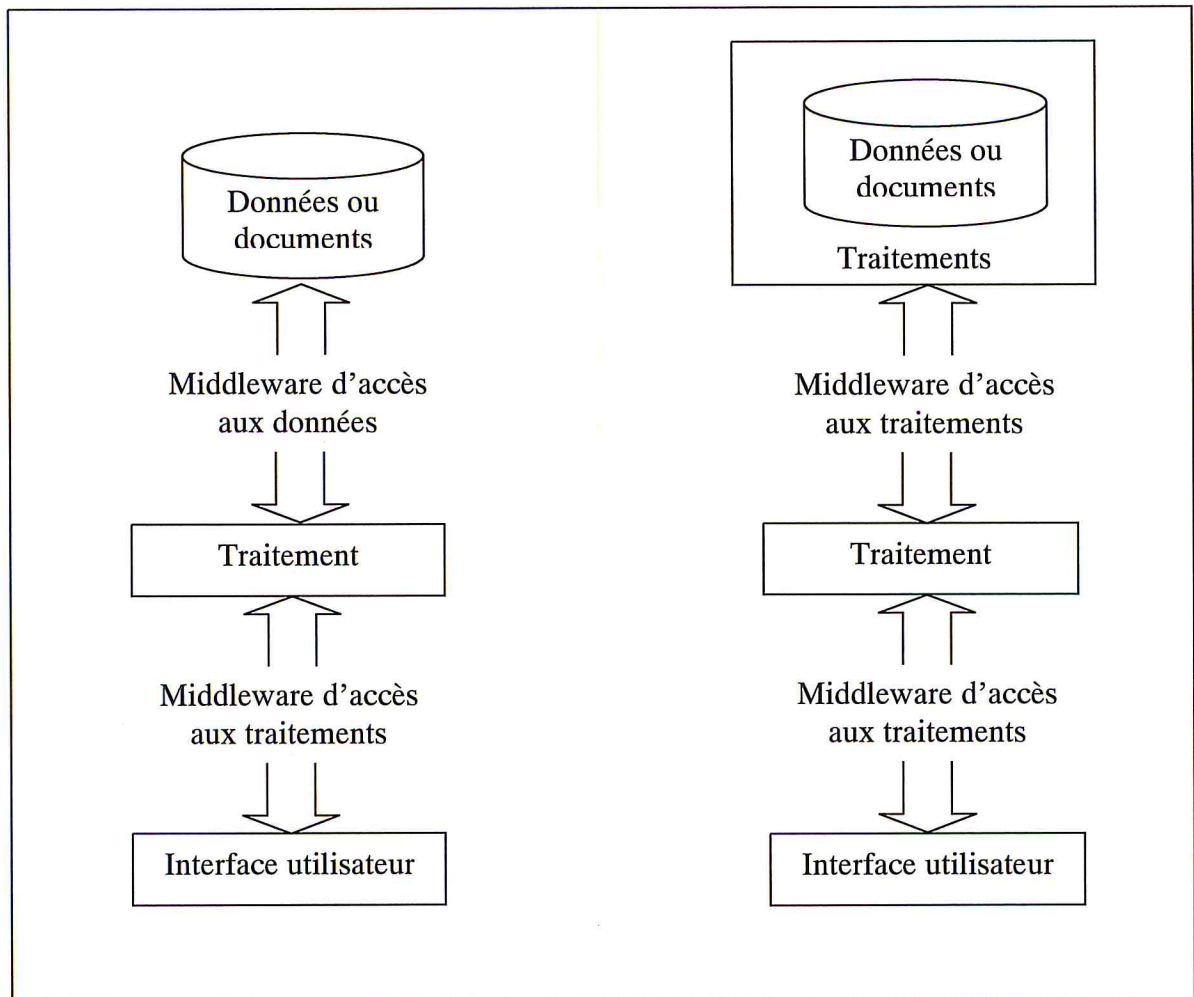 Données ou
documents
Middleware d'accès
aux données
Traitement
Middleware d'accès
aux traitements
Interface utilisateur
Données ou
documents
Traitements
Middleware d'accès
aux traitements
Traitement
Middleware d'accès
aux traitements
Interface utilisateur